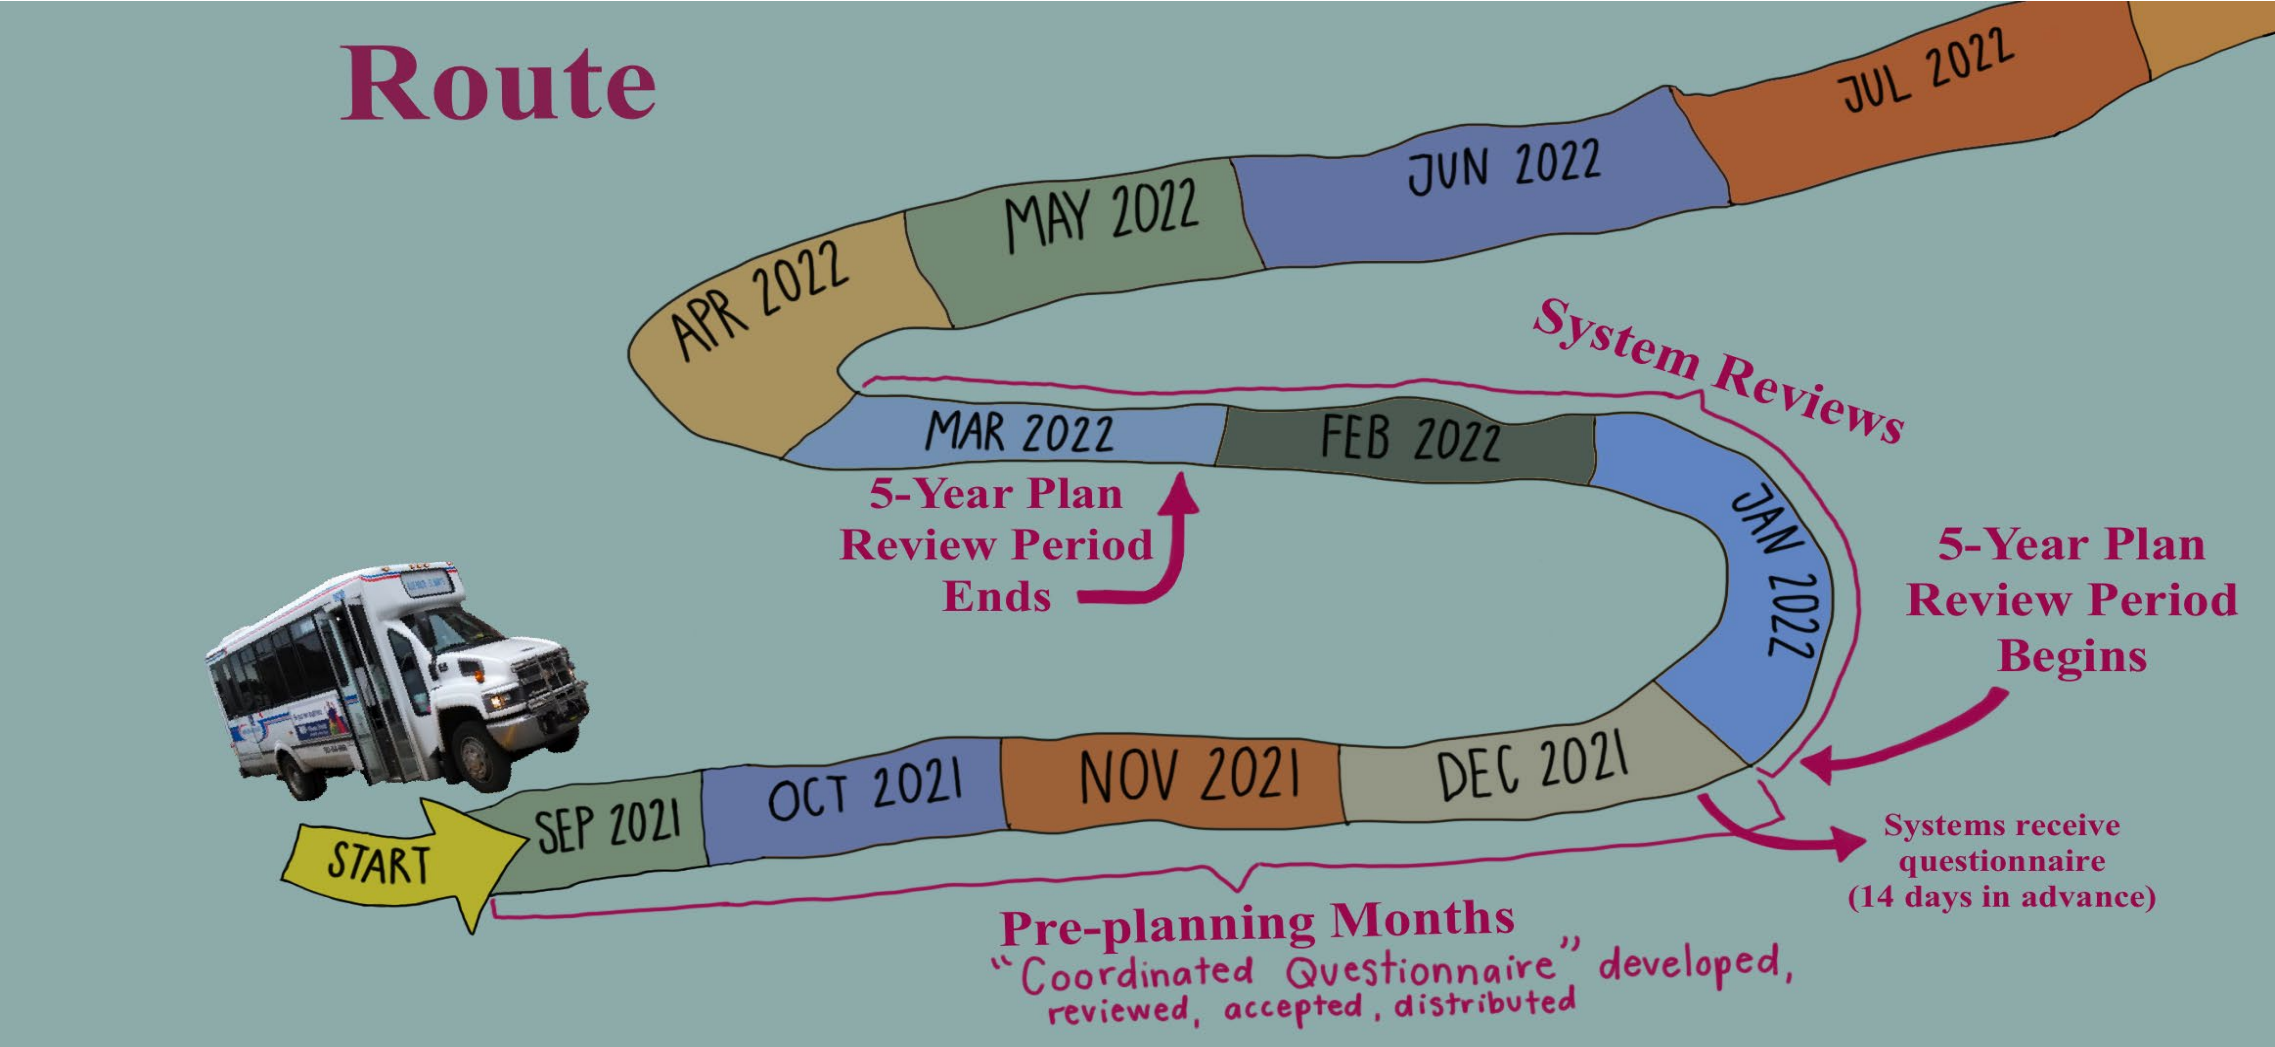 Route
JUL 2022
JUN 2022
MAY 2022
APR 2022
System Reviews
MAR 2022
FEB 2022
JAN 2022
5-Year Plan
Review Period
Ends
5-Year Plan
Review Period
Begins
DEC 2021
NOV 2021
OCT 2021
SEP 2021
START
Systems receive
questionnaire
(14 days in advance)
Pre-planning Months
"Coordinated Questionnaire" developed,
reviewed, accepted, distributed